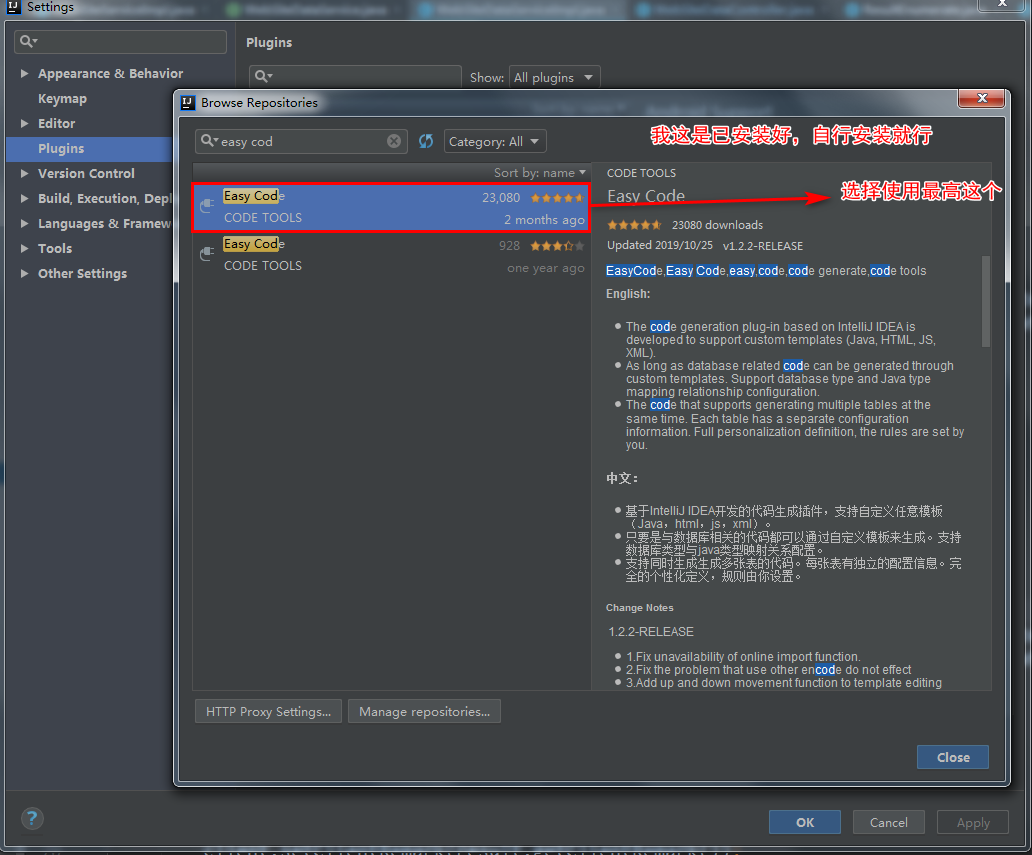 Settings
Plugins
Show: All plugins
Appearance & Behavior
Keymap
Editor
Plugins
Version Control
Build, Execution, Depl
Languages & Framew
Tools
Other Settings
Browse Repositories
easy cod
Category: All
我这是已安装好，自行安装就行
Sort by: name
Easy Code
23,080
CODE TOOLS
2 months ago
Easy Code
928
CODE TOOLS
one year ago
CODE TOOLS
选择使用最高这个
Easy Code
23080 downloads
Updated 2019/10/25 v1.2.2-RELEASE
EasyCode,Easy Code,easy,code,code generate,code tools
English:
The code generation plug-in based on IntelliJ IDEA is
developed to support custom templates (Java, HTML, JS,
XML).
As long as database related code can be generated through
custom templates. Support database type and Java type
mapping relationship configuration.
The code that supports generating multiple tables at the
same time. Each table has a separate configuration
information. Full personalization definition, the rules are set by
you.
中文：
基于IntelliJ IDEA开发的代码生成插件，支持自定义任意模板
（Java，html，js，xml）。
只要是与数据库相关的代码都可以通过自定义模板来生成。支持
数据库类型与java类型映射关系配置。
支持同时生成生成多张表的代码。每张表有独立的配置信息。完
全的个性化定义，规则由你设置。
Change Notes
1.2.2-RELEASE
1.Fix unavailability of online import function.
2.Fix the problem that use other encode do not effect
3.Add up and down movement function to template editing
HTTP Proxy Settings...
Manage repositories...
Close
?
OK
Cancel
Apply